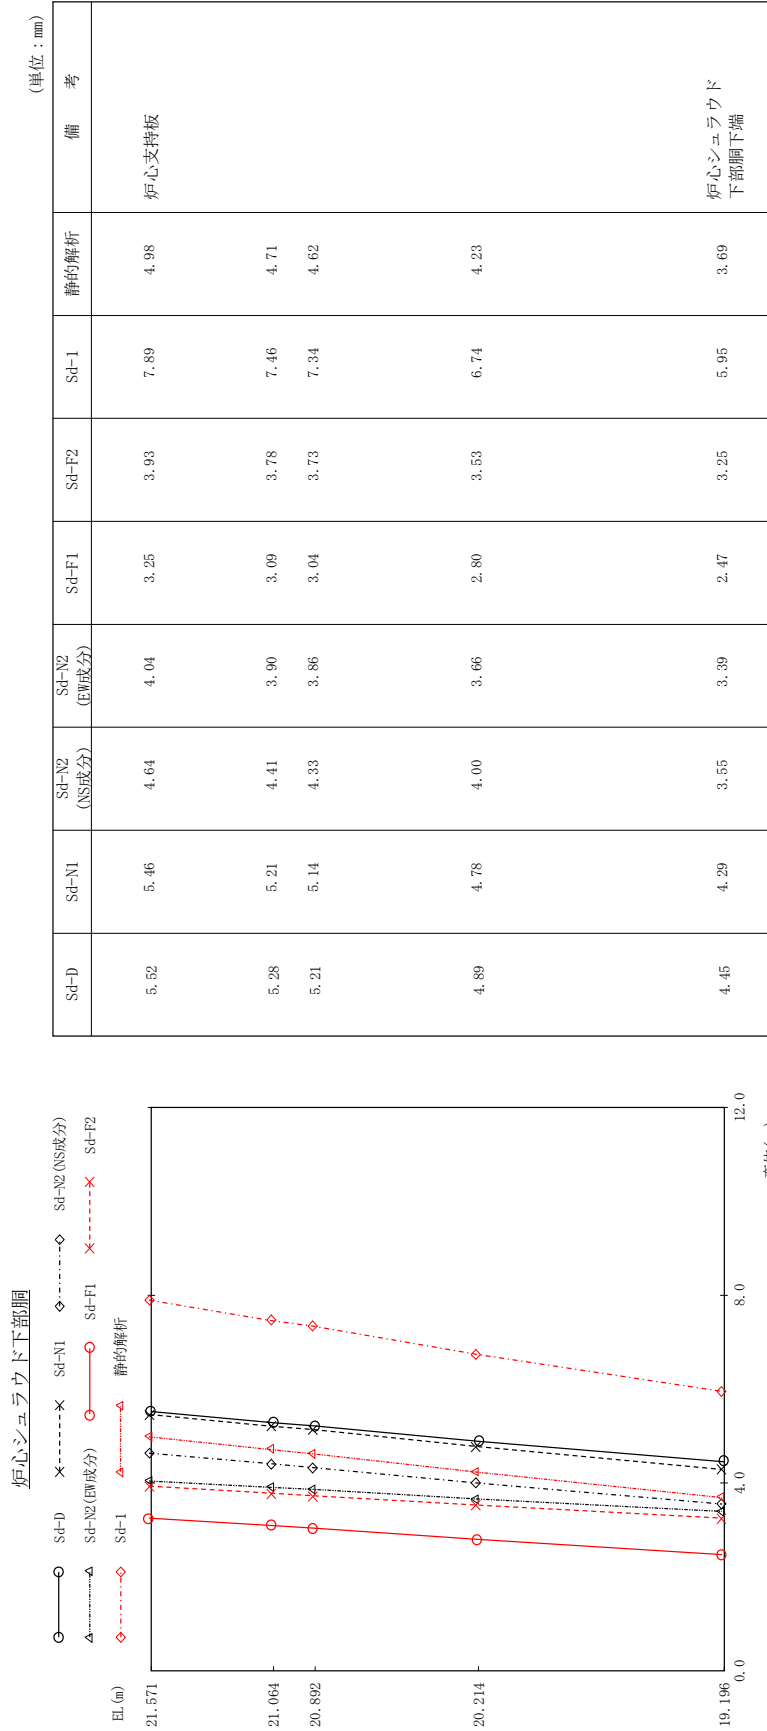 炉心シュラウド下部胴
Sd-D
Sd-N1
Sd-N2(NS成分)
Sd-N2(EW成分)
Sd-F1
Sd-F2
Sd-1
静的解析
EL(m)
21.571
21.064
20.892
20.214
19.196
0.0
4.0
8.0
12.0
(単位：mm)
Sd-D Sd-N1 Sd-N2 (NS成分) Sd-N2 (EW成分) Sd-F1 Sd-F2 Sd-1 静的解析 備 考
5.52 5.46 4.64 4.04 3.25 3.93 7.89 4.98 炉心支持板
5.28 5.21 4.41 3.90 3.09 3.78 7.46 4.71
5.21 5.14 4.33 3.86 3.04 3.73 7.34 4.62
4.89 4.78 4.00 3.66 2.80 3.53 6.74 4.23
4.45 4.29 3.55 3.39 2.47 3.25 5.95 3.69 炉心シュラウド
下部胴下端